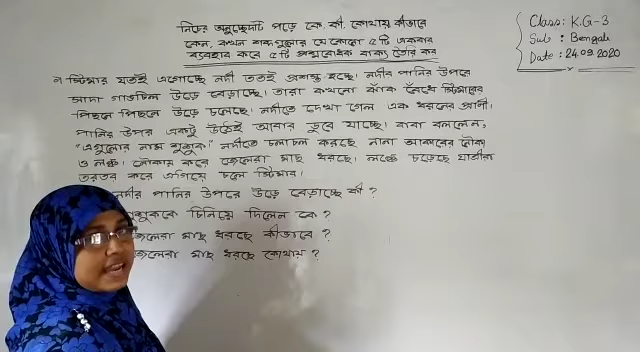 নিচের অনুচ্ছেদটি পড়ে কে, কী, কোথায়, কীভাবে
কেন, কখন শব্দগুলোর যে কোনো ৫টি একবার
ব্যবহার করে ৫টি প্রশ্নবোধক বাক্য তৈরি কর
Class: K.G-3
Sub : Bengali
Date : 24.09.2020
স্টিমার যতই এগোচ্ছে নদী ততই প্রশস্ত হচ্ছে। নদীর পানির উপরে
সাদা গাঙচিল উড়ে বেড়াচ্ছে। তারা কখনো ঝাঁক বেঁধে স্টিমারের
পিছনে পিছনে উড়ে চলেছে। নদীতে দেখা গেল এক ধরনের প্রাণী।
পানির উপর একটু উঠেই আবার ডুবে যাচ্ছে। বাবা বললেন,
"এগুলোর নাম শুশুক।" নদীতে চলাচল করছে নানা আকারের নৌকা
ও লঞ্চ। নৌকায় করে জেলেরা মাছ ধরছে। লঞ্চে চড়েছে যাত্রীরা
তরতর করে এগিয়ে চলে স্টিমার।
নদীর পানির উপরে উড়ে বেড়াচ্ছে কী ?
শুককে চিনিয়ে দিলেন কে ?
জেলেরা মাছ ধরছে কীভাবে ?
জেলেরা মাছ ধরছে কোথায় ?